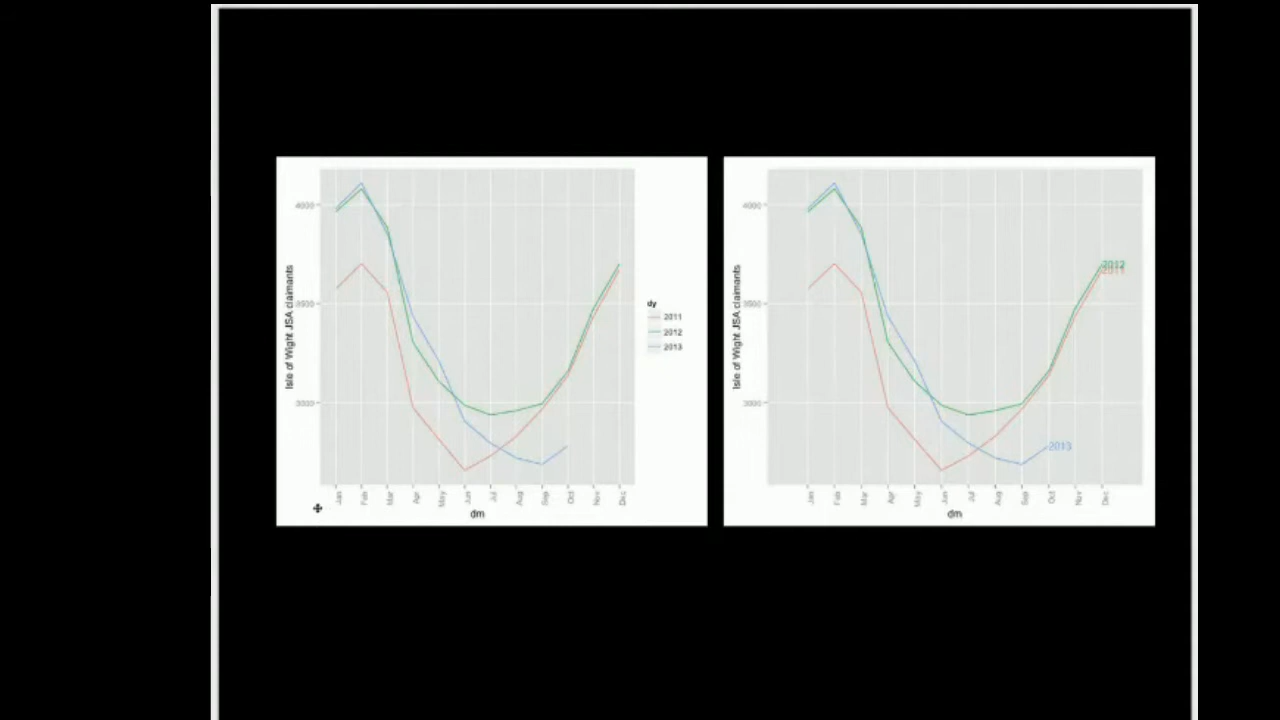 4000
3500
3000
Isle of Wight JSA claimants
Jan Feb Mar Apr May Jun Jul Aug Sep Oct Nov Dec
dm
dy
2011
2012
2013
4000
3500
3000
Isle of Wight JSA claimants
Jan Feb Mar Apr May Jun Jul Aug Sep Oct Nov Dec
dm
2012
2011
2013